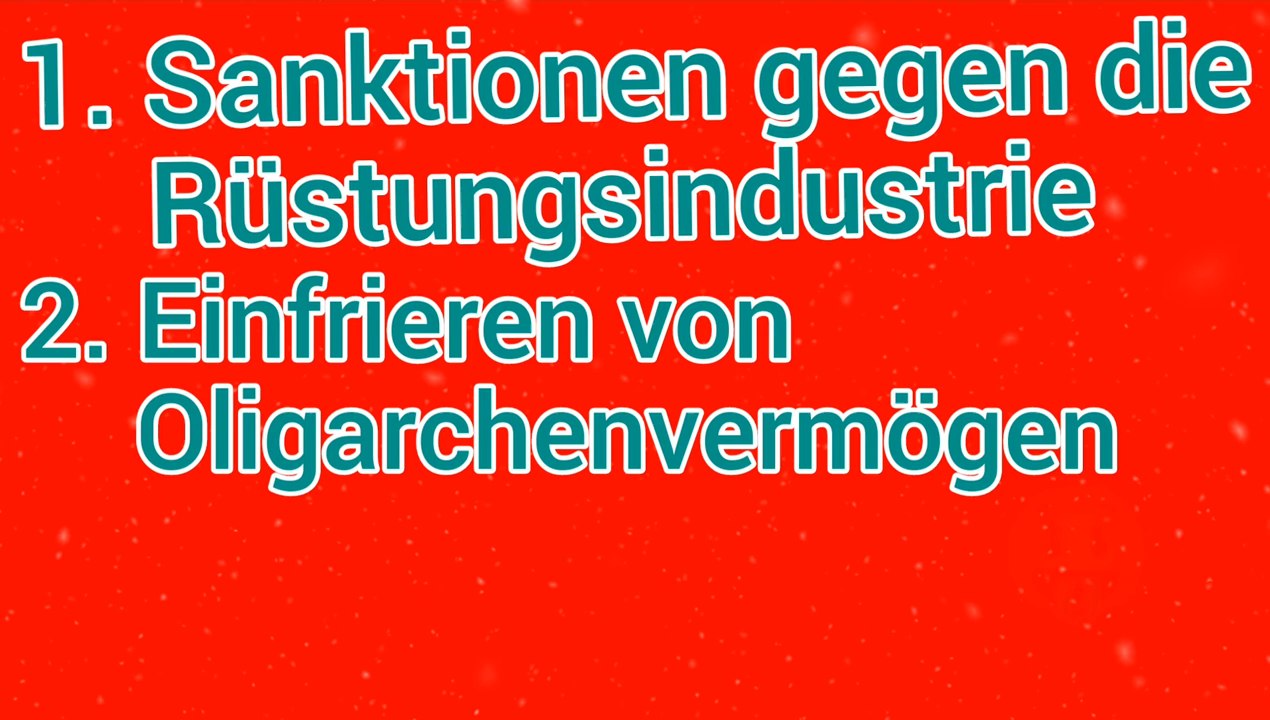 1. Sanktionen gegen die
Rüstungsindustrie
2. Einfrieren von
Oligarchenvermögen